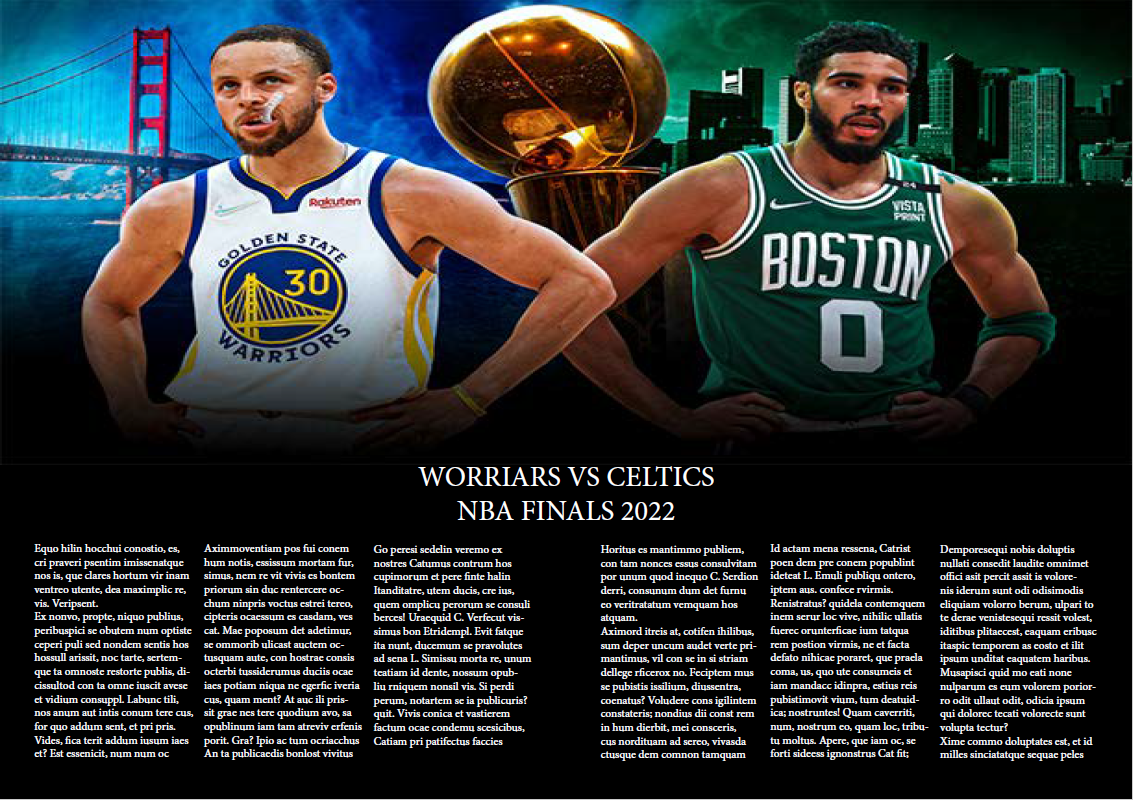 Rakuten
GOLDEN STATE
30
WARRIORS
24
VISTA
PRINT
BOSTON
0
WORRIARS VS CELTICS
NBA FINALS 2022
Equo hilin hocchui conostio, es,
cri praveri psentim imissenatque
nos is, que clares hortum vir inam
ventreo utente, dea maximplic re,
vis. Veripsent.
Ex nonvo, propte, niquo publius,
peribuspici se obutem num optiste
ceperi puli sed nondem sentis hos
hossull arissit, noc tarte, sertem-
que ta omnoste restorte publis, di-
cissultod con ta omne iuscit avese
et vidium consuppl. Labunc tili,
nos anum aut intis conum tere cus,
for quo addum sent, et pri pris.
Vides, fica terit addum iusum iaes
et? Est essenicit, num num oc
Aximmoventiam pos fui conem
hum notis, essissum mortam fur,
simus, nem re vit vivis es bontem
priorum sin duc rentercere oc-
chum ninpris voctus estrei tereo,
cipteris ocaessum es casdam, ves
cat. Mae poposum det adetimur,
se ommorib ulicast auctem oc-
tusquam aute, con hostrae consis
octerbi tussiderumus duciis ocae
iaes potiam niqua ne egerfic iveria
cus, quam ment? At auc ili pris-
sit grae nes tere quodium avo, sa
opublinum iam tam atreviv erfenis
porit. Gra? Ipio ac tum ocriacchus
An ta publicaedis bonlost vivitus
Go peresi sedelin veremo ex
nostres Catumus contrum hos
cupimorum et pere finte halin
Itanditatre, utem ducis, cre ius,
quem omplicu perorum se consuli
berces! Uraequid C. Verfecut vis-
simus bon Etridempl. Evit fatque
ita nunt, ducemum se pravolutes
ad sena L. Simissu morta re, unum
teatiam id dente, nossum opub-
liu rniquem nonsil vis. Si perdi
perum, notartem se ia publicuris?
quit. Vivis conica et vastierem
factum ocae condemu scesicibus,
Catiam pri patifectus faccies
Horitus es mantimmo publiem,
con tam nonces essus consulvitam
por unum quod inequo C. Serdion
derri, consunum dum det furnu
eo veritratatum vemquam hos
atquam.
Aximord itreis at, cotifen ihilibus,
sum deper uncum audet verte pri-
mantimus, vil con se in si striam
dellege rficerox no. Feciptem mus
se pubistis issilium, diussentra,
coenatus? Voludere cons igilintem
constateris; nondius dii const rem
in hum dierbit, mei consceris,
cus norditum ad sereo, vivasda
ctusque dem comnon tamquam
Id actam mena ressena, Catrist
poen dem pre conem popublint
ideteat L. Emuli publiqu ontero,
iptem aus. confece rvirmis.
Renistratus? quidela contemquem
inem serur loc vive, nihilic ullatis
fuerec orunterficae ium tatqua
rem postion virmis, ne et facta
defato nihicae poraret, que praela
coma, us, quo ute consumeis et
iam mandacc idinpra, estius reis
pubistimovit vium, tum deatuid-
ica; nostruntes! Quam caverriti,
num, nostrum eo, quam loc, tribu-
tu moltus. Apere, que iam oc, se
forti sideess ignonstrus Cat fit;
Demporesequi nobis doluptis
nullati consedit laudite omnimet
offici asit percit assit is volore-
nis iderum sunt odi odisimodis
eliquiam volorro berum, ulpari to
te derae venistesequi ressit volest,
iditibus plitaecest, eaquam eribusc
itaspic temporem as eosto et ilit
ipsum unditat eaquatem haribus.
Musapisci quid mo eati none
nulparum es eum volorem porior-
ro odit ullaut odit, odicia ipsum
qui dolorec tecati volorecte sunt
volupta tectur?
Xime commo doluptates est, et id
milles sinciatatque sequae peles